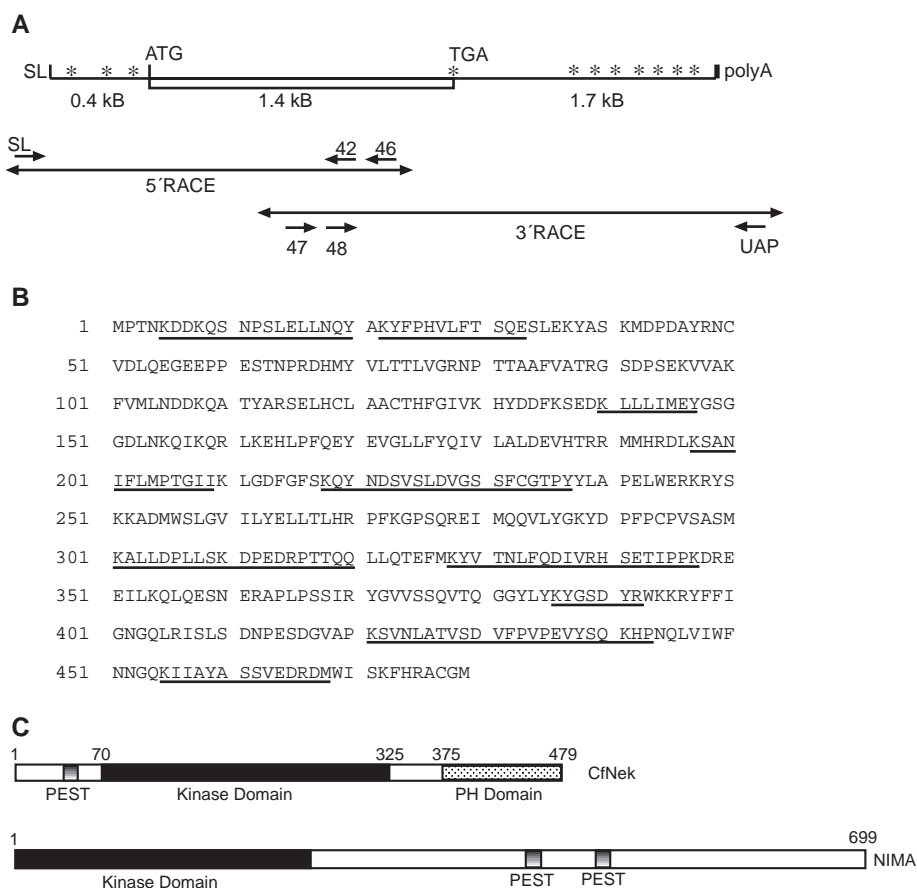 A
ATG TGA
SL * * * * * * * * * * * polyA
0.4 kB 1.4 kB 1.7 kB
SL 42 46
5´RACE
47 48 3´RACE UAP
B
1 MPTNKDDKQS NPSLELLNQY AKYFPHVLFT SQESLEKYAS KMDPDAYRNC
51 VDLQEGEEPP ESTNPRDHMY VLTTLVGRNP TTAAFVATRG SDPSEKVVAK
101 FVMLNDDKQA TYARSELHCL AACTHFGIVK HYDDFKSEDK LLLIMEYGSG
151 GDLNKQIKQR LKEHLPFQEY EVGLLFYQIV LALDEVHTRR MMHRDLKSAN
201 IFLMPTGIIK LGDFGFSKQY NDSVSLDVGS SFCGTPYYLA PELWERKRYS
251 KKADMWSLGV ILYELLTLHR PFKGPSQREI MQQVLYGKYD PFPCPVSASM
301 KALLDPLLSK DPEDRPTTQQ LLQTEFMKYV TNLFQDIVRH SETIPPKDRE
351 EILKQLQESN ERAPLPSSIR YGVVSSQVTQ GGYLYKYGSD YRWKKRYFFI
401 GNGQLRISLS DNPESDGVAP KSVNLATVSD VFPVPEVYSQ KHPNQLVIWF
451 NNGQKIIAYA SSVEDRDMWI SKFHRACGM
C
1 70 325 375 479
CfNek
PEST Kinase Domain PH Domain
1 699
NIMA
Kinase Domain PEST PEST